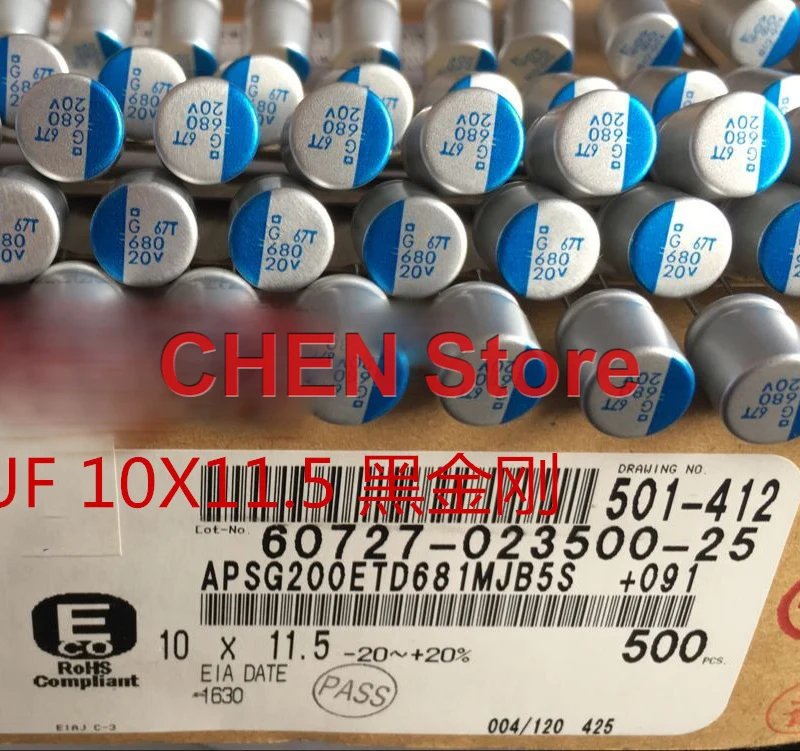 G 67T
680
20V
CHEN Store
UF 10X11.5 黑金刚
DRAWING NO.
501-412
Lot-No.
60727-023500-25
APSG200ETD681MJB5S +091
ECO
RoHS
Compliant
10 x 11.5 -20~+20%
500 PCS.
EIA DATE
-1630
PASS
EIAJ C-3
004/120 425